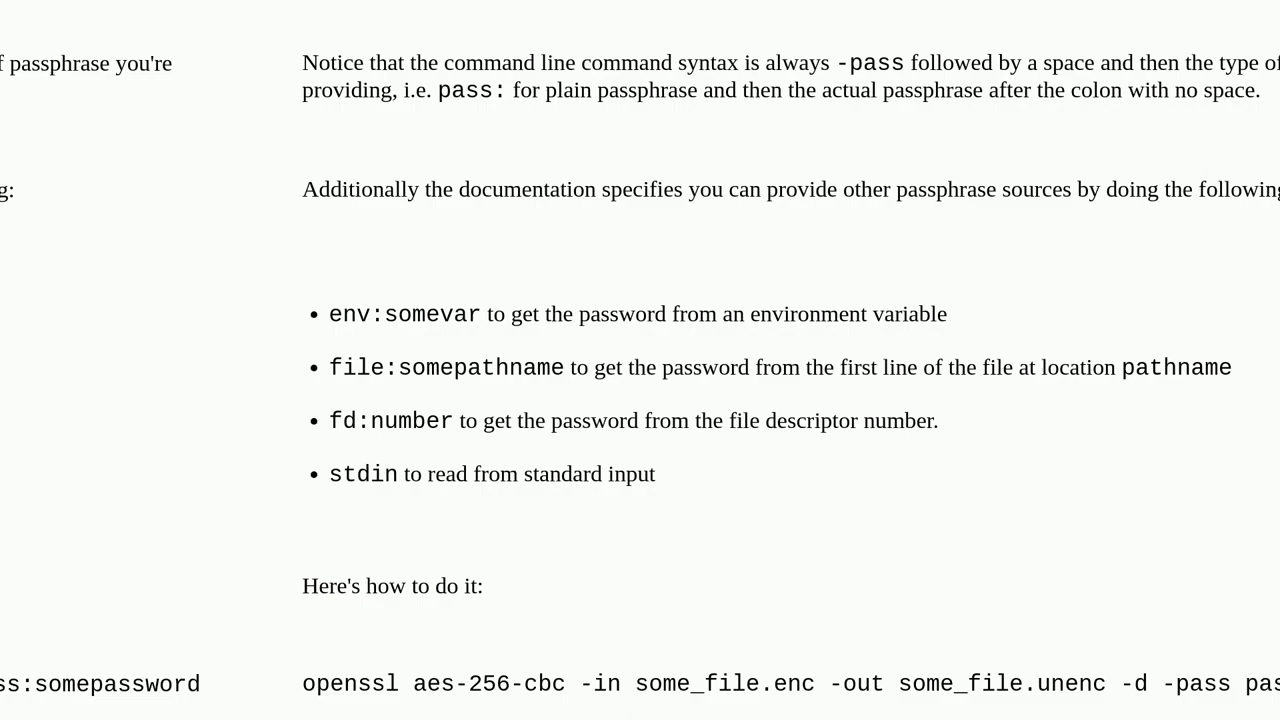 f passphrase you're
Notice that the command line command syntax is always -pass followed by a space and then the type of
providing, i.e. pass: for plain passphrase and then the actual passphrase after the colon with no space.
g:
Additionally the documentation specifies you can provide other passphrase sources by doing the following
• env:somevar to get the password from an environment variable
• file:somepathname to get the password from the first line of the file at location pathname
• fd:number to get the password from the file descriptor number.
• stdin to read from standard input
Here's how to do it:
ss:somepassword
openssl aes-256-cbc -in some_file.enc -out some_file.unenc -d -pass pas